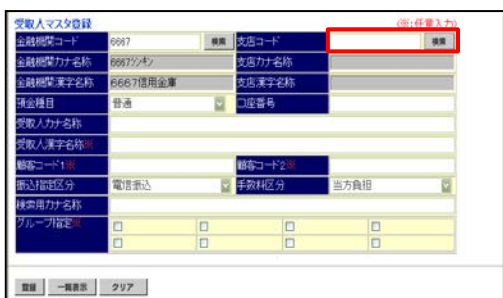 受取人マスタ登録 (※:任意入力)
金融機関コード 6667 検索 支店コード 検索
金融機関カナ名称 6667シンキン 支店カナ名称
金融機関漢字名称 6667信用金庫 支店漢字名称
預金種目 普通 口座番号
受取人カナ名称
受取人漢字名称※
顧客コード1※ 顧客コード2※
振込指定区分 電信振込 手数料区分 当方負担
検索用カナ名称
グループ指定※
登録 一覧表示 クリア